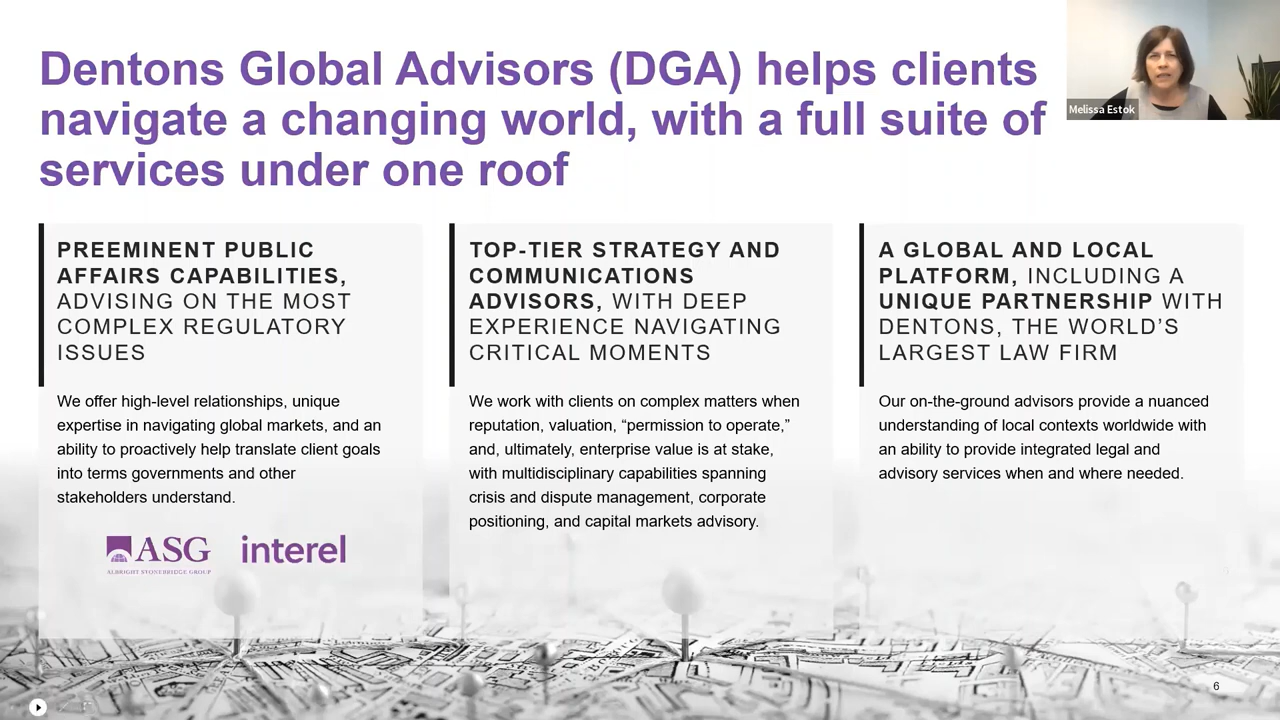 Dentons Global Advisors (DGA) helps clients
navigate a changing world, with a full suite of
services under one roof
Melissa Estok
PREEMINENT PUBLIC
AFFAIRS CAPABILITIES,
ADVISING ON THE MOST
COMPLEX REGULATORY
ISSUES
We offer high-level relationships, unique
expertise in navigating global markets, and an
ability to proactively help translate client goals
into terms governments and other
stakeholders understand.
ASG
ALBRIGHT STONEBRIDGE GROUP
interel
TOP-TIER STRATEGY AND
COMMUNICATIONS
ADVISORS, WITH DEEP
EXPERIENCE NAVIGATING
CRITICAL MOMENTS
We work with clients on complex matters when
reputation, valuation, “permission to operate,”
and, ultimately, enterprise value is at stake,
with multidisciplinary capabilities spanning
crisis and dispute management, corporate
positioning, and capital markets advisory.
A GLOBAL AND LOCAL
PLATFORM, INCLUDING A
UNIQUE PARTNERSHIP WITH
DENTONS, THE WORLD’S
LARGEST LAW FIRM
Our on-the-ground advisors provide a nuanced
understanding of local contexts worldwide with
an ability to provide integrated legal and
advisory services when and where needed.
6